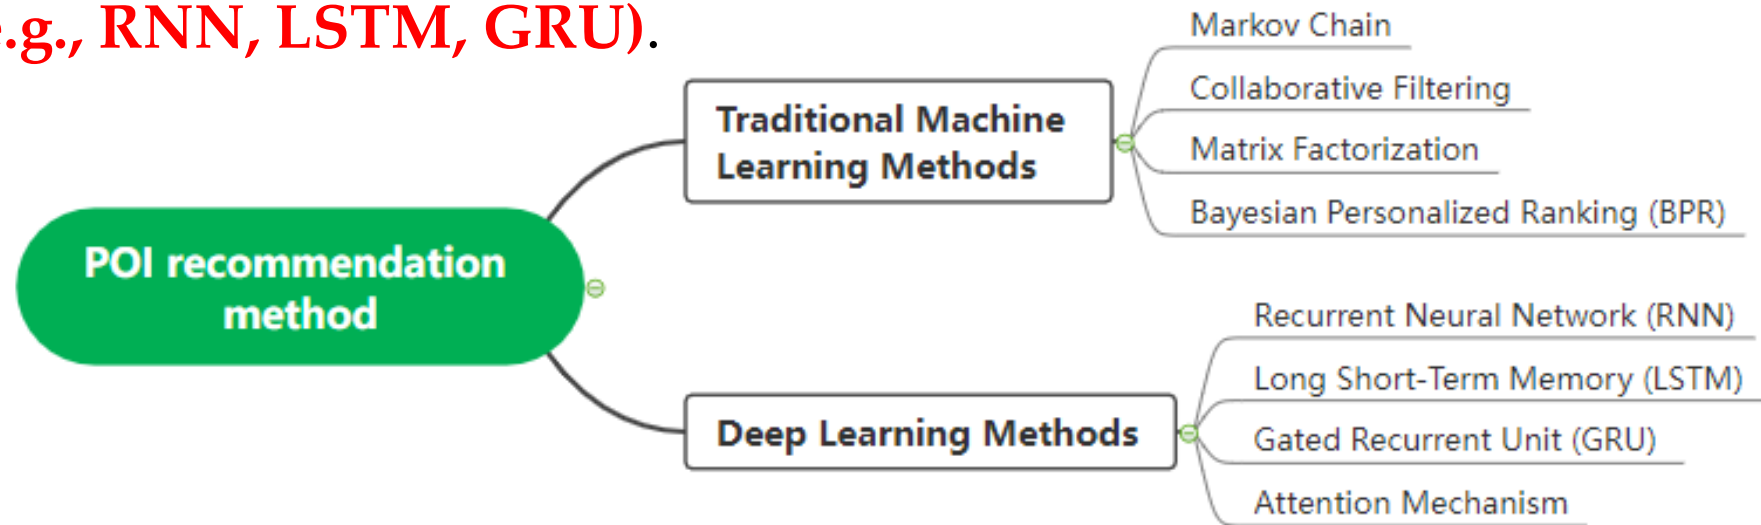 .g., RNN, LSTM, GRU).
Markov Chain
Collaborative Filtering
Traditional Machine
Learning Methods
Matrix Factorization
Bayesian Personalized Ranking (BPR)
POI recommendation
method
Recurrent Neural Network (RNN)
Long Short-Term Memory (LSTM)
Deep Learning Methods
Gated Recurrent Unit (GRU)
Attention Mechanism